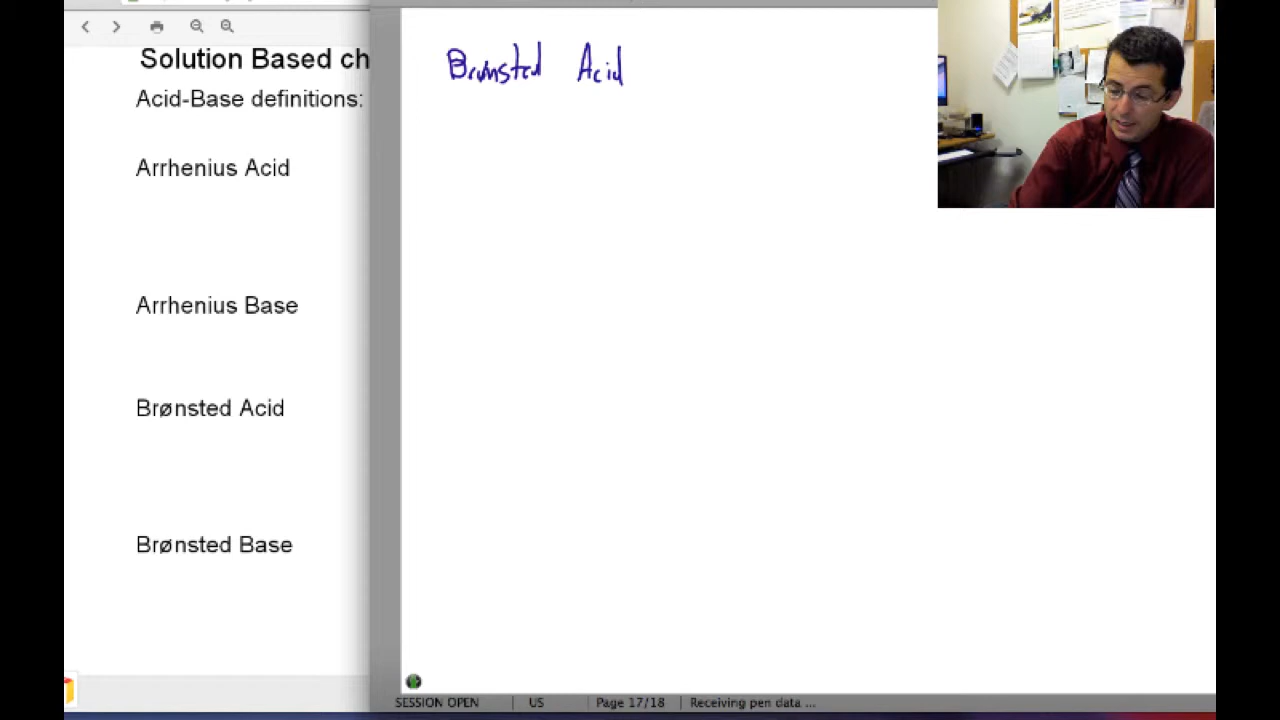 Solution Based ch
Acid-Base definitions:
Arrhenius Acid
Arrhenius Base
Brønsted Acid
Brønsted Base
Brønsted Acid
SESSION OPEN US Page 17/18 Receiving pen data ...